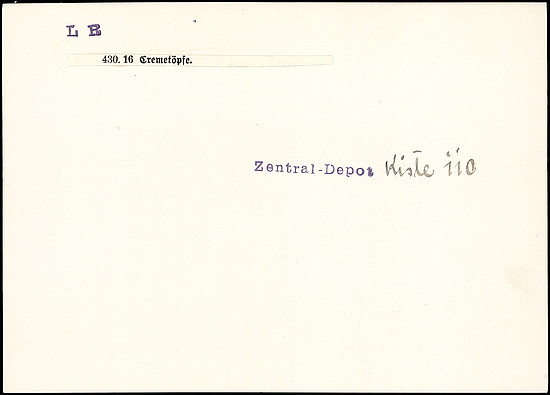 L R
430. 16 Cremetöpfe.
Zentral-Depot Kiste 110